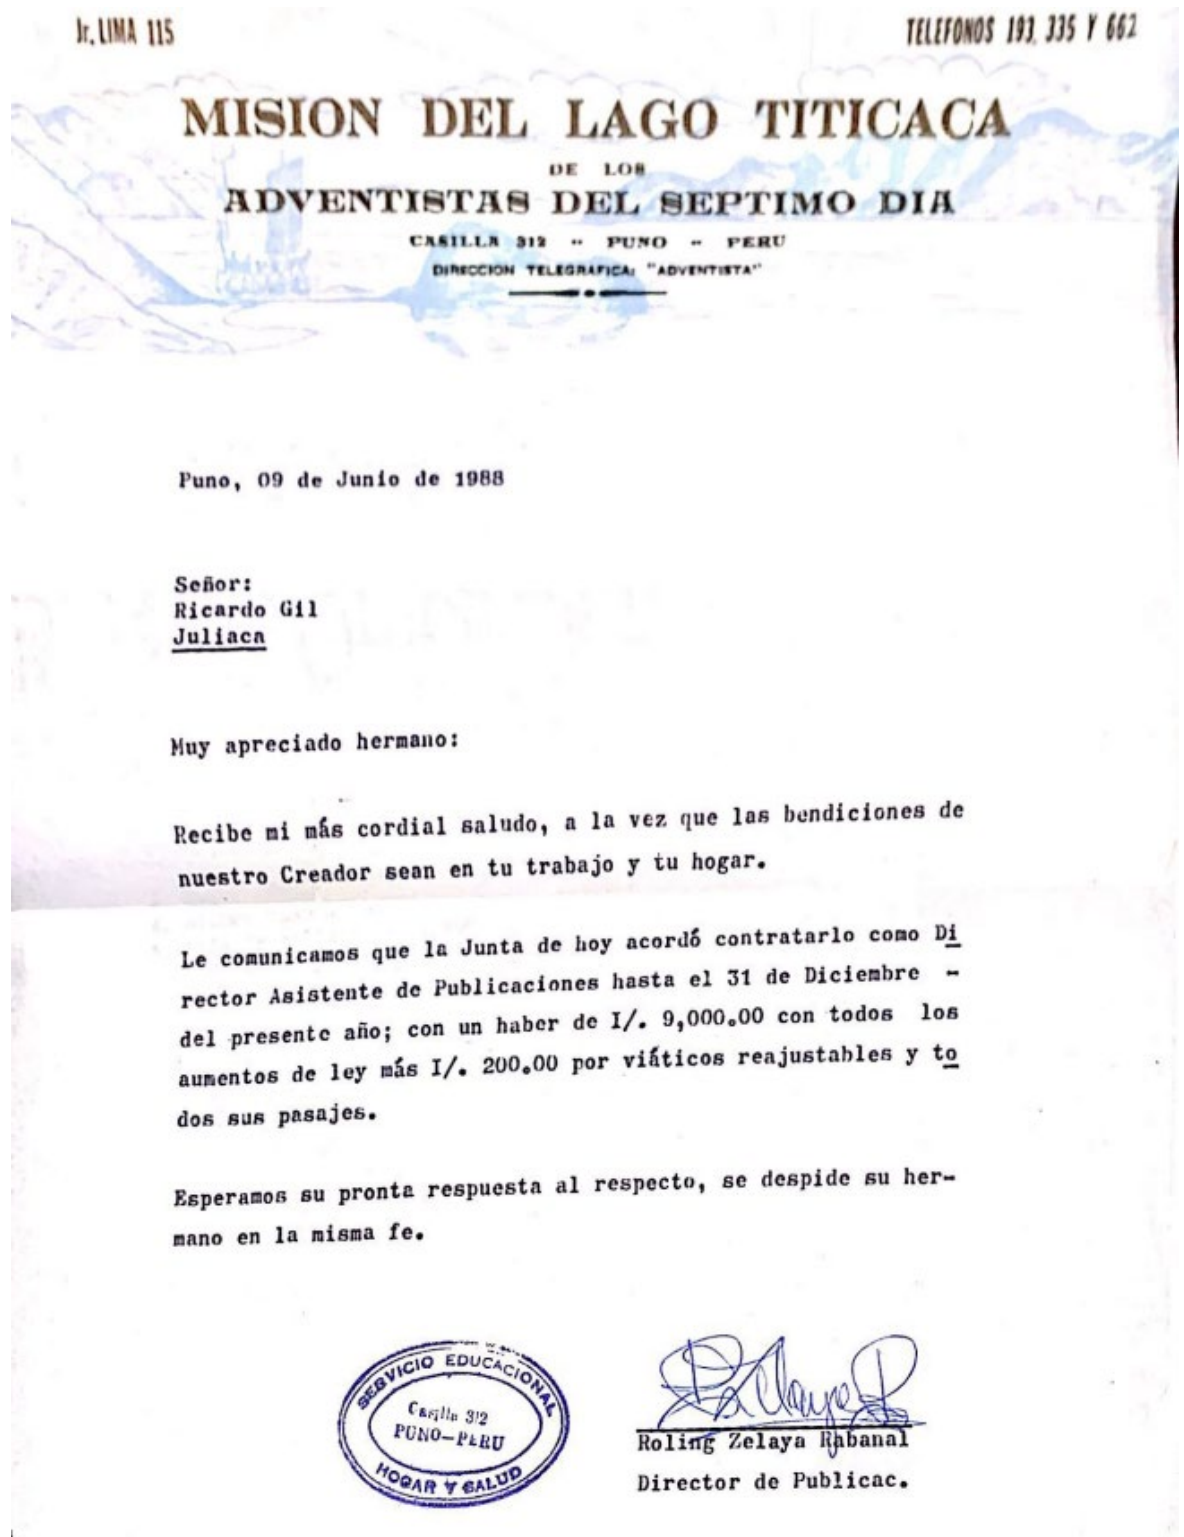 Jr. LIMA 115
TELEFONOS 193, 335 Y 662
MISION DEL LAGO TITICACA
DE LOS
ADVENTISTAS DEL SEPTIMO DIA
CASILLA 312 - PUNO - PERU
DIRECCION TELEGRAFICA: "ADVENTISTA"
Puno, 09 de Junio de 1988
Señor:
Ricardo Gil
Juliaca
Muy apreciado hermano:
Recibe mi más cordial saludo, a la vez que las bendiciones de
nuestro Creador sean en tu trabajo y tu hogar.
Le comunicamos que la Junta de hoy acordó contratarlo como Di
rector Asistente de Publicaciones hasta el 31 de Diciembre -
del presente año; con un haber de I/. 9,000.00 con todos los
aumentos de ley más I/. 200.00 por viáticos reajustables y to
dos sus pasajes.
Esperamos su pronta respuesta al respecto, se despide su her-
mano en la misma fe.
SERVICIO EDUCACIONAL
Casilla 312
PUNO-PERU
HOGAR Y SALUD
Roling Zelaya Rabanal
Director de Publicac.